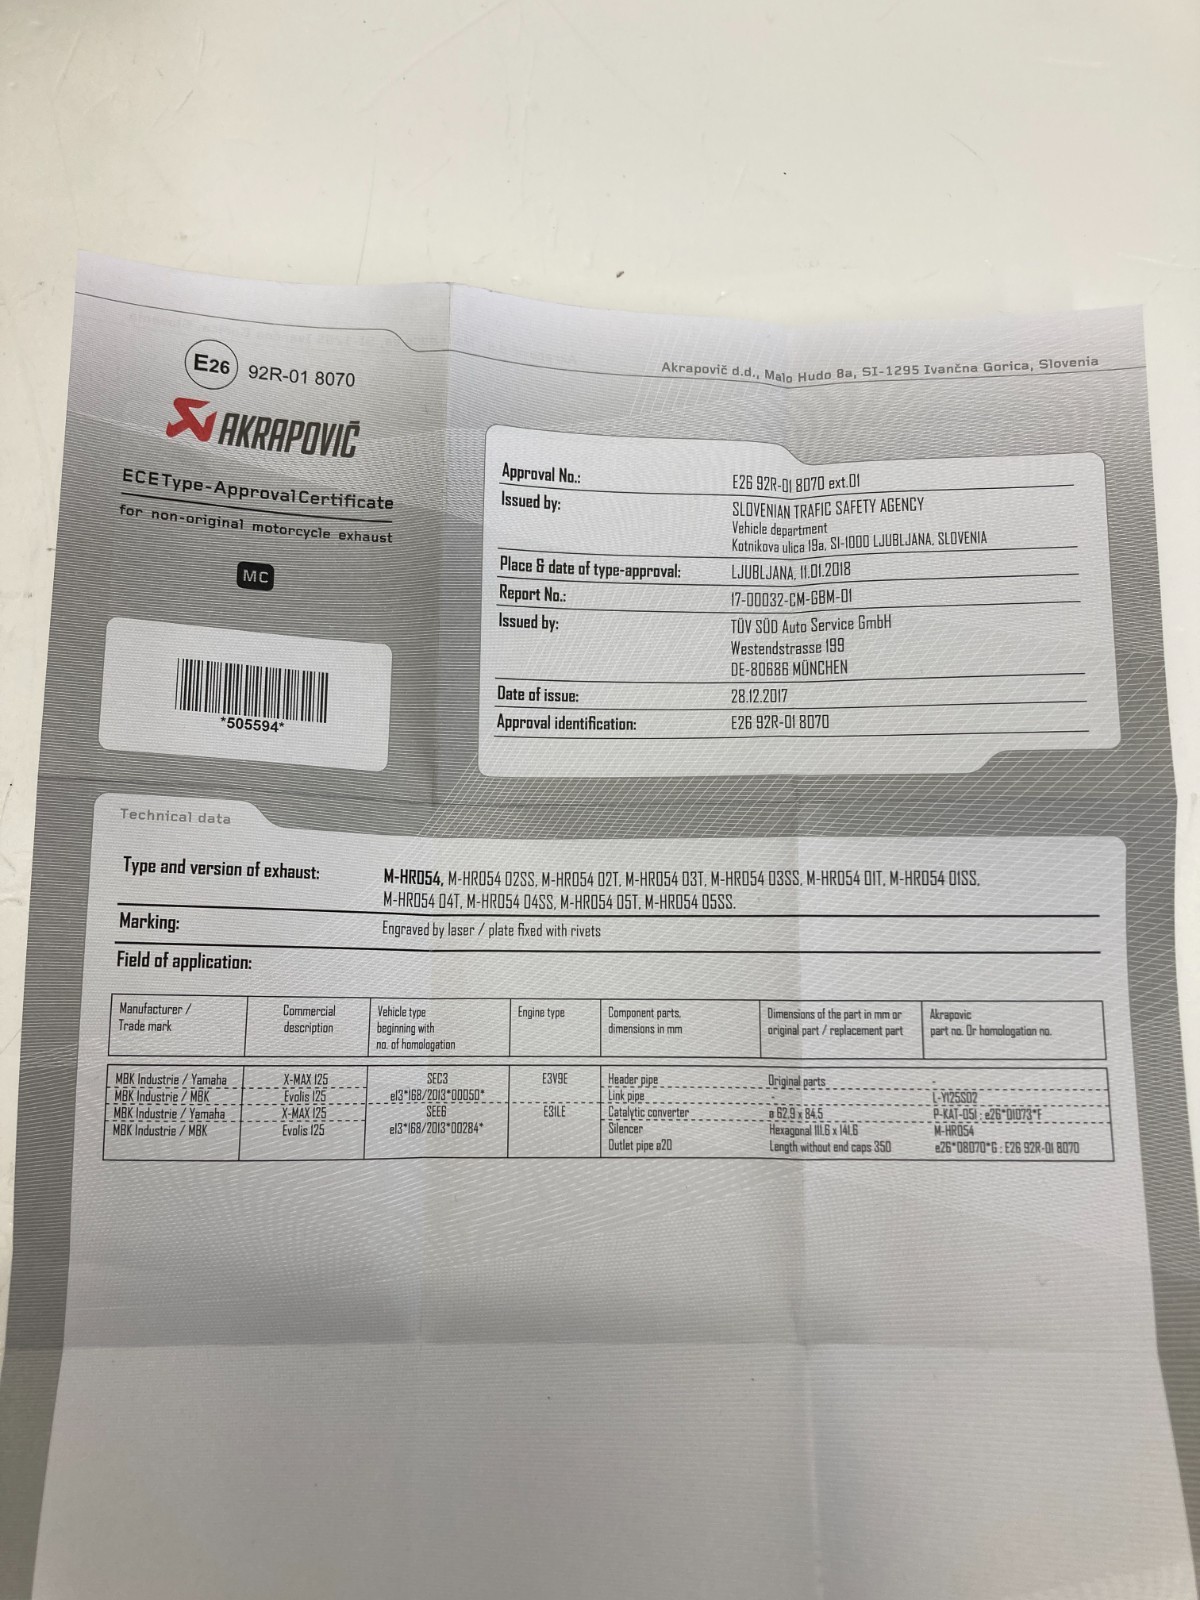 E26 92R-01 8070
AKRAPOVIČ
ECE Type-Approval Certificate
for non-original motorcycle exhaust
MC
*505594*
Akrapovič d.d., Malo Hudo 8a, SI-1295 Ivančna Gorica, Slovenia
Approval No.: E26 92R-01 8070 ext.01
Issued by: SLOVENIAN TRAFIC SAFETY AGENCY
Vehicle department
Kotnikova ulica 19a, SI-1000 LJUBLJANA, SLOVENIA
Place & date of type-approval: LJUBLJANA, 11.01.2018
Report No.: 17-00032-CM-GBM-01
Issued by: TÜV SÜD Auto Service GmbH
Westendstrasse 199
DE-80686 MÜNCHEN
Date of issue: 28.12.2017
Approval identification: E26 92R-01 8070
Technical data
Type and version of exhaust: M-HR054, M-HR054 02SS, M-HR054 02T, M-HR054 03T, M-HR054 03SS, M-HR054 01T, M-HR054 01SS,
M-HR054 04T, M-HR054 04SS, M-HR054 05T, M-HR054 05SS.
Marking: Engraved by laser / plate fixed with rivets
Field of application:
Manufacturer / Commercial Vehicle type Engine type Component parts, Dimensions of the part in mm or Akrapovic
Trade mark description beginning with dimensions in mm original part / replacement part part no. Or homologation no.
no. of homologation
MBK Industrie / Yamaha X-MAX 125 SEC3 E3V9E Header pipe Original parts -
MBK Industrie / MBK Evolis 125 e13*168/2013*00050* Link pipe - L-Y125SO2
MBK Industrie / Yamaha X-MAX 125 SEE6 E31LE Catalytic converter ø 62.9 x 84.5 P-KAT-051 : e26*01073*F
MBK Industrie / MBK Evolis 125 e13*168/2013*00284* Silencer Hexagonal 111.6 x 141.6 M-HR054
Outlet pipe ø20 Length without end caps 350 e26*08070*G : E26 92R-01 8070